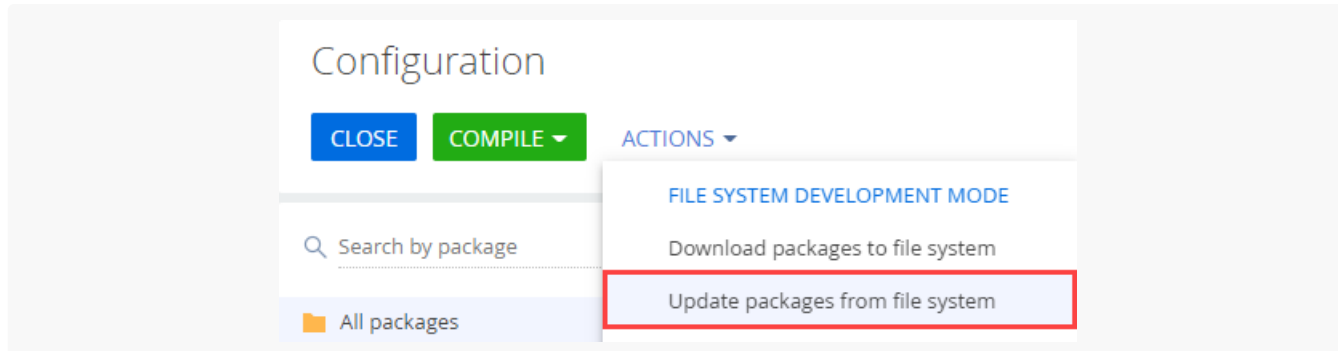 Configuration
CLOSE
COMPILE
ACTIONS
FILE SYSTEM DEVELOPMENT MODE
Search by package
Download packages to file system
Update packages from file system
All packages